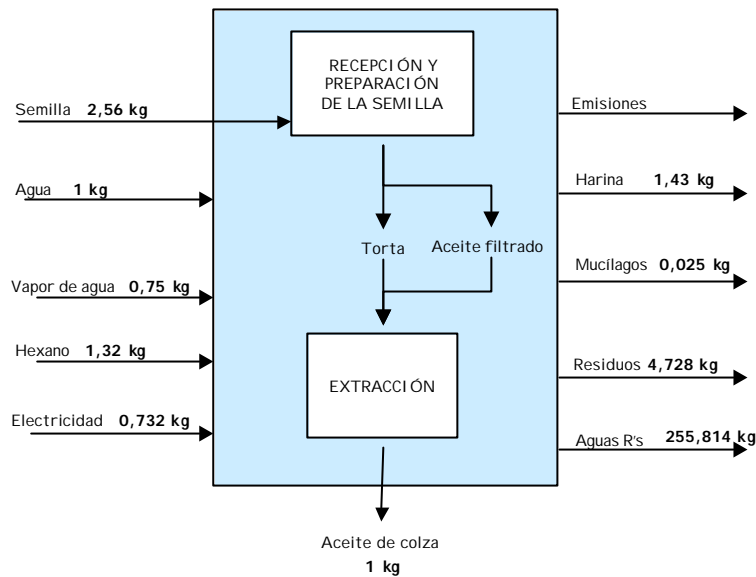 RECEPCIÓN Y
PREPARACIÓN
DE LA SEMILLA
Semilla 2,56 kg
Agua 1 kg
Vapor de agua 0,75 kg
Hexano 1,32 kg
Electricidad 0,732 kg
Torta
Aceite filtrado
EXTRACCIÓN
Emisiones
Harina 1,43 kg
Mucílagos 0,025 kg
Residuos 4,728 kg
Aguas R's 255,814 kg
Aceite de colza
1 kg